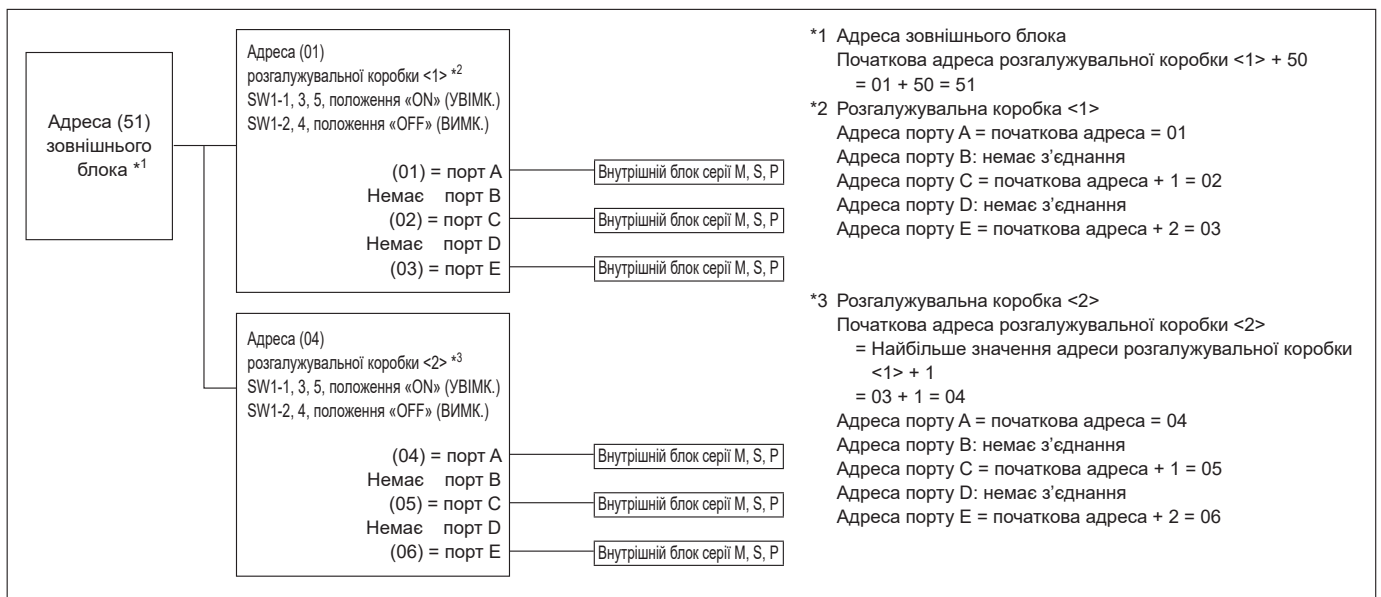 Адреса (51)
зовнішнього
блока *1
Адреса (01)
розгалужувальної коробки <1> *2
SW1-1, 3, 5, положення «ON» (УВІМК.)
SW1-2, 4, положення «OFF» (ВИМК.)
(01) = порт A
Немає порт B
(02) = порт C
Немає порт D
(03) = порт E
Внутрішній блок серії M, S, P
Внутрішній блок серії M, S, P
Внутрішній блок серії M, S, P
Адреса (04)
розгалужувальної коробки <2> *3
SW1-1, 3, 5, положення «ON» (УВІМК.)
SW1-2, 4, положення «OFF» (ВИМК.)
(04) = порт A
Немає порт B
(05) = порт C
Немає порт D
(06) = порт E
Внутрішній блок серії M, S, P
Внутрішній блок серії M, S, P
Внутрішній блок серії M, S, P
*1 Адреса зовнішнього блока
Початкова адреса розгалужувальної коробки <1> + 50
= 01 + 50 = 51
*2 Розгалужувальна коробка <1>
Адреса порту A = початкова адреса = 01
Адреса порту B: немає з’єднання
Адреса порту C = початкова адреса + 1 = 02
Адреса порту D: немає з’єднання
Адреса порту E = початкова адреса + 2 = 03
*3 Розгалужувальна коробка <2>
Початкова адреса розгалужувальної коробки <2>
= Найбільше значення адреси розгалужувальної коробки
<1> + 1
= 03 + 1 = 04
Адреса порту A = початкова адреса = 04
Адреса порту B: немає з’єднання
Адреса порту C = початкова адреса + 1 = 05
Адреса порту D: немає з’єднання
Адреса порту E = початкова адреса + 2 = 06